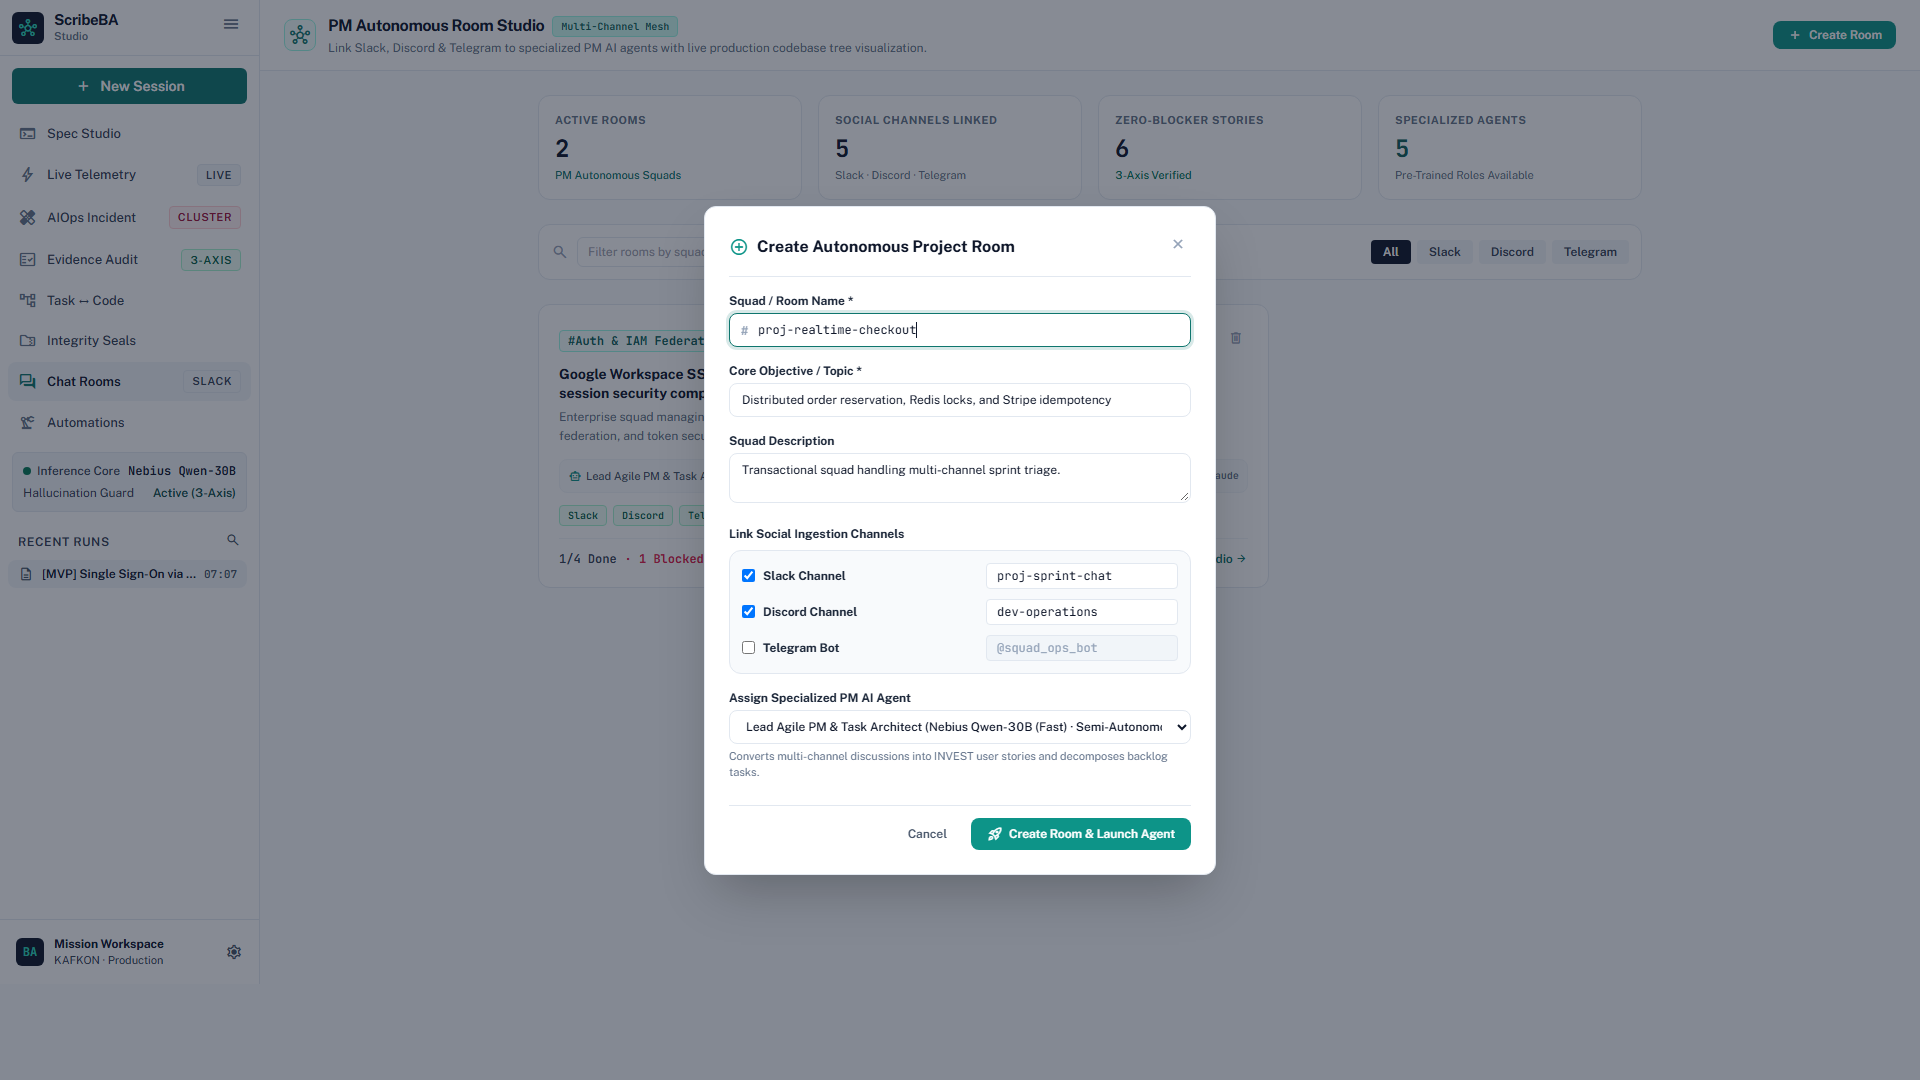 ScribeBA
Studio
New Session
Spec Studio
Live Telemetry LIVE
AIOps Incident CLUSTER
Evidence Audit 3-AXIS
Task ↔ Code
Integrity Seals
Chat Rooms SLACK
Automations
Inference Core Nebius Qwen-30B
Hallucination Guard Active (3-Axis)
RECENT RUNS
[MVP] Single Sign-On via ... 07:07
BA
Mission Workspace
KAFKON · Production
PM Autonomous Room Studio Multi-Channel Mesh
Link Slack, Discord & Telegram to specialized PM AI agents with live production codebase tree visualization.
+ Create Room
ACTIVE ROOMS
2
PM Autonomous Squads
SOCIAL CHANNELS LINKED
5
Slack · Discord · Telegram
ZERO-BLOCKER STORIES
6
3-Axis Verified
SPECIALIZED AGENTS
5
Pre-Trained Roles Available
Filter rooms by squa
All Slack Discord Telegram
#Auth & IAM Federat
Google Workspace SS
session security comp
Enterprise squad managin
federation, and token secu
Lead Agile PM & Task A
aude
Slack Discord Tel
1/4 Done · 1 Blocked
dio →
Create Autonomous Project Room
Squad / Room Name *
# proj-realtime-checkout
Core Objective / Topic *
Distributed order reservation, Redis locks, and Stripe idempotency
Squad Description
Transactional squad handling multi-channel sprint triage.
Link Social Ingestion Channels
Slack Channel proj-sprint-chat
Discord Channel dev-operations
Telegram Bot @squad_ops_bot
Assign Specialized PM AI Agent
Lead Agile PM & Task Architect (Nebius Qwen-30B (Fast) · Semi-Autonomo
Converts multi-channel discussions into INVEST user stories and decomposes backlog
tasks.
Cancel
Create Room & Launch Agent